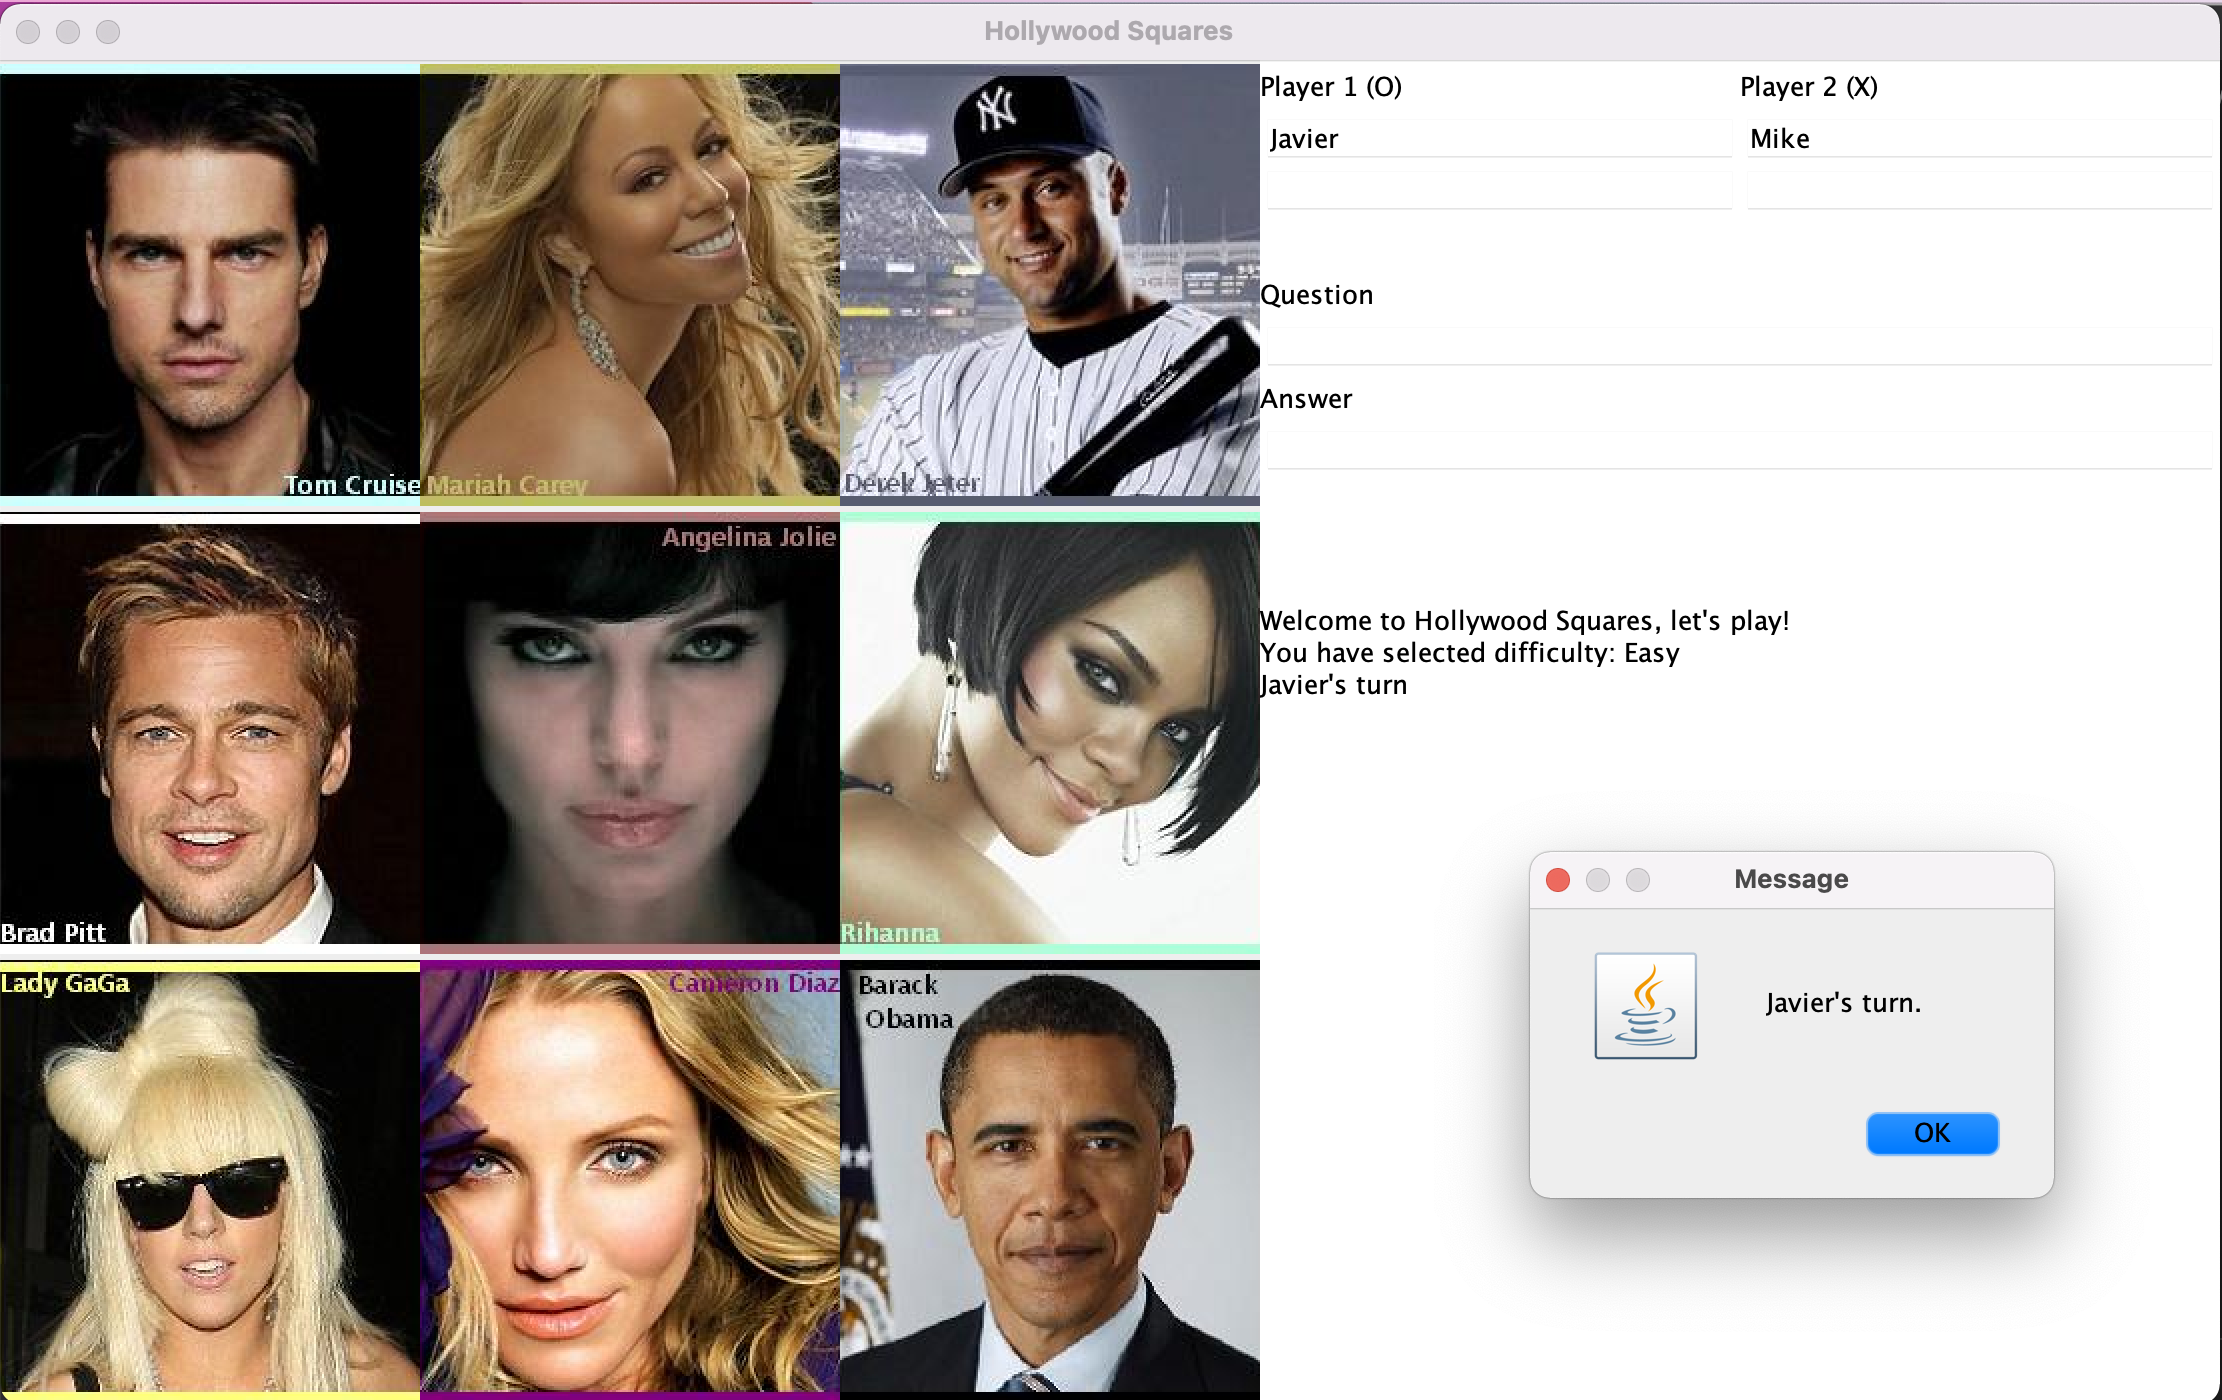 Hollywood Squares
Tom Cruise
Mariah Carey
Derek Jeter
NY
Brad Pitt
Angelina Jolie
Rihanna
Lady GaGa
Cameron Diaz
Barack
Obama
Player 1 (O)
Player 2 (X)
Javier
Mike
Question
Answer
Welcome to Hollywood Squares, let's play!
You have selected difficulty: Easy
Javier's turn
Message
Javier's turn.
OK